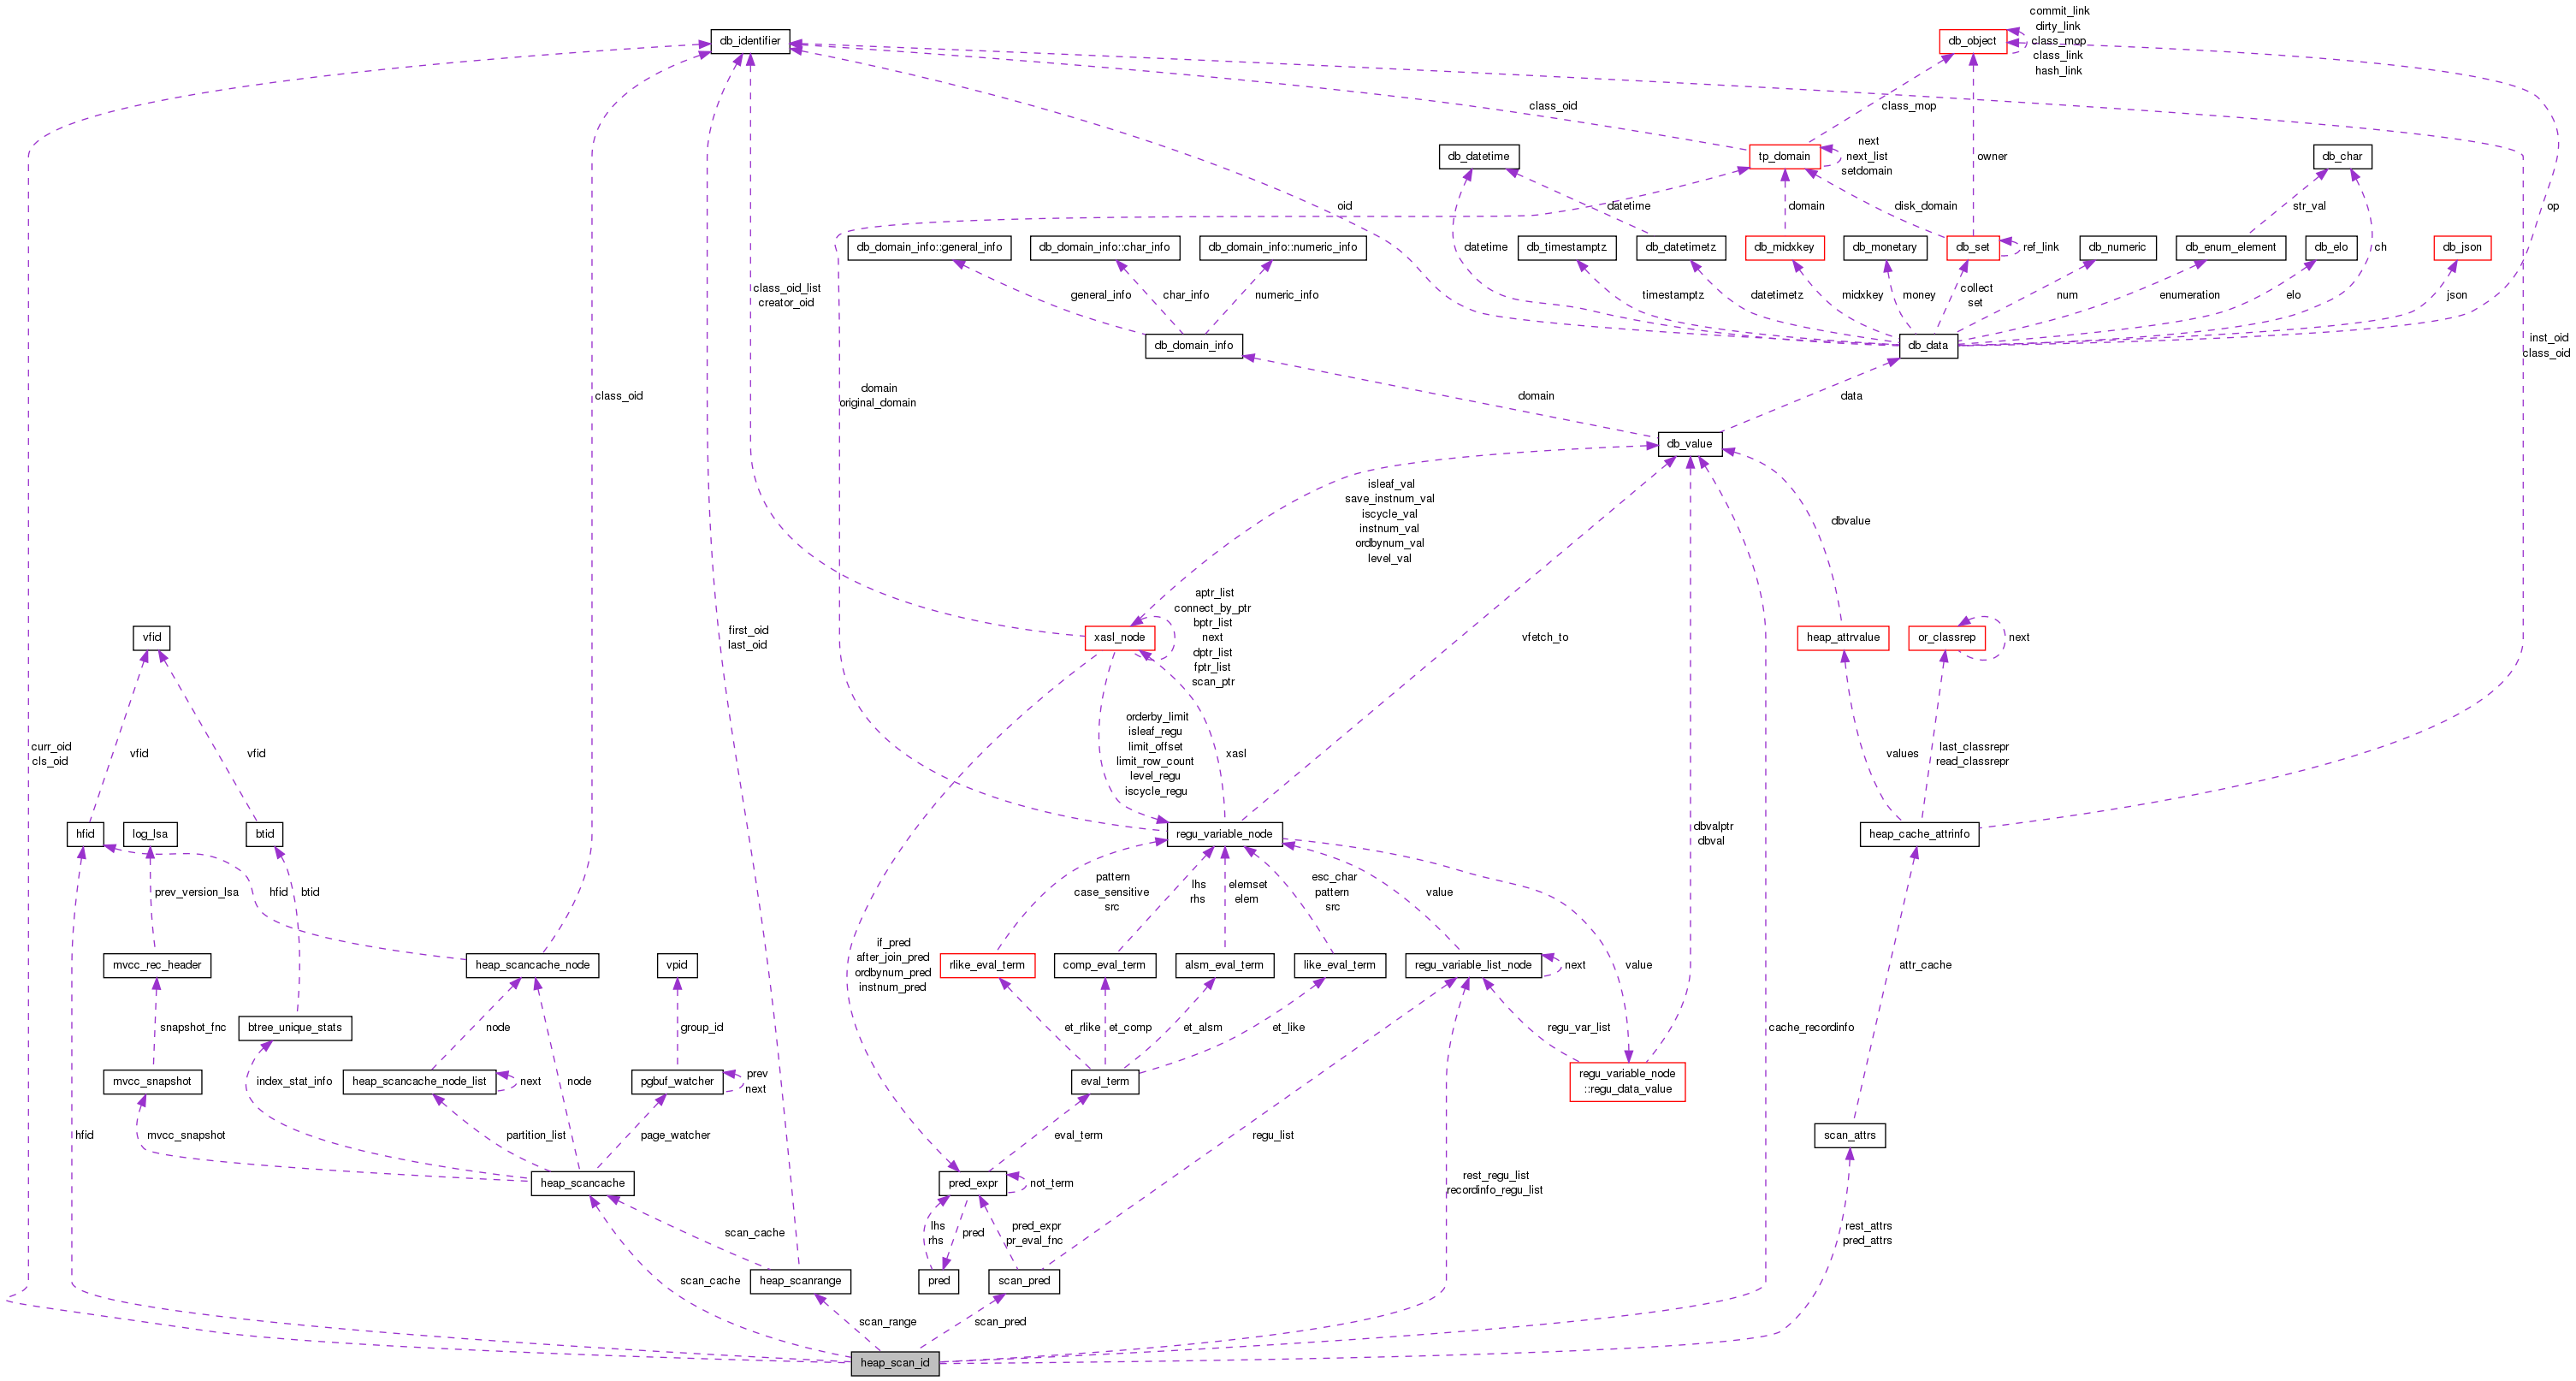 commit_link
dirty_link
class_mop
class_link
hash_link
db_identifier
db_object
class_oid
class_mop
next
next_list
setdomain
db_datetime
tp_domain
owner
db_char
oid
datetime
domain
disk_domain
str_val
op
db_domain_info::general_info
db_domain_info::char_info
db_domain_info::numeric_info
datetime
db_timestamptz
db_datetimetz
db_midxkey
db_monetary
db_set
ref_link
db_numeric
db_enum_element
db_elo
ch
db_json
class_oid_list
creator_oid
general_info
char_info
numeric_info
timestamptz
datetimetz
midxkey
money
collect
set
num
enumeration
elo
json
db_domain_info
db_data
inst_oid
class_oid
class_oid
domain
original_domain
domain
data
db_value
isleaf_val
save_instnum_val
iscycle_val
instnum_val
ordbynum_val
level_val
dbvalue
vfid
first_oid
last_oid
xasl_node
aptr_list
connect_by_ptr
bptr_list
next
dptr_list
fptr_list
scan_ptr
vfetch_to
heap_attrvalue
or_classrep
next
curr_oid
cls_oid
vfid
vfid
orderby_limit
isleaf_regu
limit_offset
limit_row_count
level_regu
iscycle_regu
xasl
values
last_classrepr
read_classrepr
hfid
log_lsa
btid
regu_variable_node
dbvalptr
dbval
heap_cache_attrinfo
prev_version_lsa
hfid
btid
pattern
case_sensitive
src
lhs
rhs
elemset
elem
esc_char
pattern
src
value
if_pred
after_join_pred
ordbynum_pred
instnum_pred
mvcc_rec_header
heap_scancache_node
vpid
rlike_eval_term
comp_eval_term
alsm_eval_term
like_eval_term
regu_variable_list_node
next
value
attr_cache
snapshot_fnc
btree_unique_stats
node
group_id
et_rlike
et_comp
et_alsm
et_like
regu_var_list
cache_recordinfo
mvcc_snapshot
index_stat_info
heap_scancache_node_list
next
node
pgbuf_watcher
prev
next
eval_term
regu_variable_node
::regu_data_value
hfid
mvcc_snapshot
partition_list
page_watcher
eval_term
regu_list
scan_attrs
heap_scancache
pred_expr
not_term
rest_regu_list
recordinfo_regu_list
scan_cache
lhs
rhs
pred
pred_expr
pr_eval_fnc
rest_attrs
pred_attrs
scan_cache
heap_scanrange
pred
scan_pred
scan_range
scan_pred
heap_scan_id